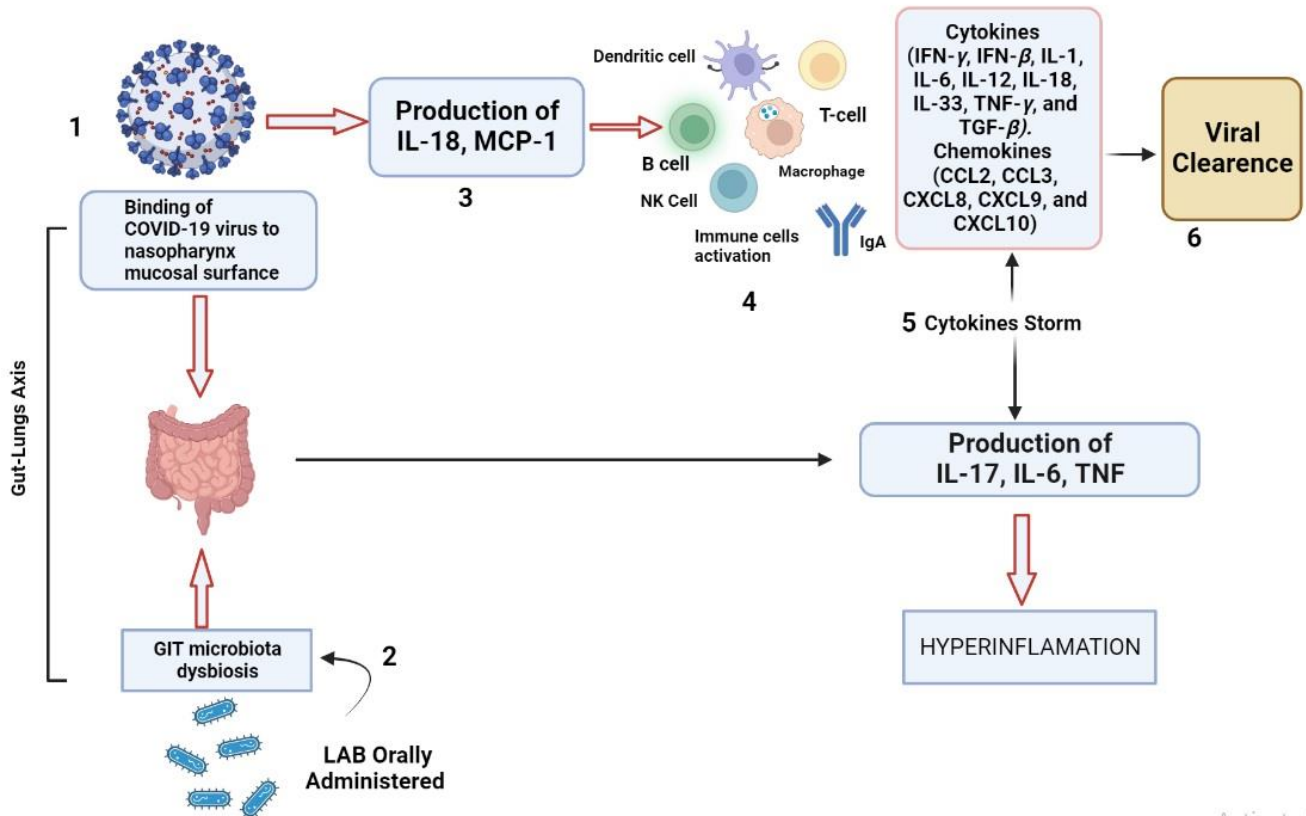 1
Binding of
COVID-19 virus to
nasopharynx
mucosal surfance
Gut-Lungs Axis
GIT microbiota
dysbiosis
2
LAB Orally
Administered
Production of
IL-18, MCP-1
3
Dendritic cell
T-cell
B cell
Macrophage
NK Cell
IgA
Immune cells
activation
4
Cytokines
(IFN-γ, IFN-β, IL-1,
IL-6, IL-12, IL-18,
IL-33, TNF-γ, and
TGF-β).
Chemokines
(CCL2, CCL3,
CXCL8, CXCL9, and
CXCL10)
5 Cytokines Storm
Production of
IL-17, IL-6, TNF
HYPERINFLAMATION
Viral
Clearence
6